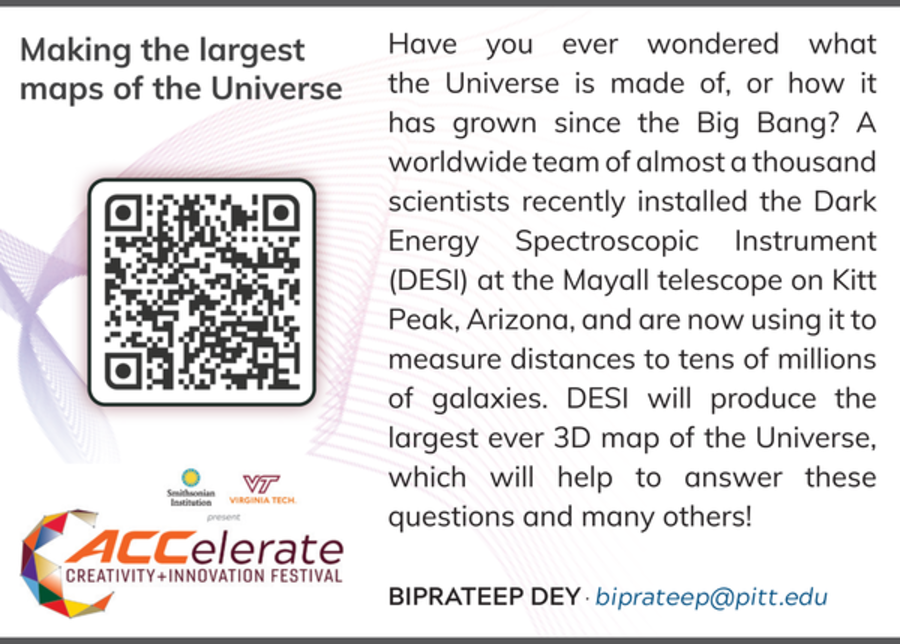 Making the largest
maps of the Universe
Smithsonian
Institution
VT
VIRGINIA TECH.
present
ACCelerate
CREATIVITY+INNOVATION FESTIVAL
Have you ever wondered what
the Universe is made of, or how it
has grown since the Big Bang? A
worldwide team of almost a thousand
scientists recently installed the Dark
Energy Spectroscopic Instrument
(DESI) at the Mayall telescope on Kitt
Peak, Arizona, and are now using it to
measure distances to tens of millions
of galaxies. DESI will produce the
largest ever 3D map of the Universe,
which will help to answer these
questions and many others!
BIPRATEEP DEY · biprateep@pitt.edu